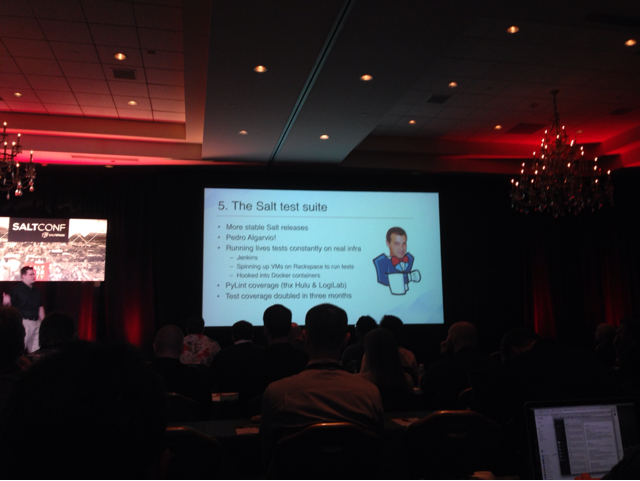 SALTCONF
5. The Salt test suite
• More stable Salt releases
• Pedro Algarvio!
• Running lives tests constantly on real infra
– Jenkins
– Spinning up VMs on Rackspace to run tests
– Hooked into Docker containers
• PyLint coverage (thx Hulu & LogiLab)
• Test coverage doubled in three months